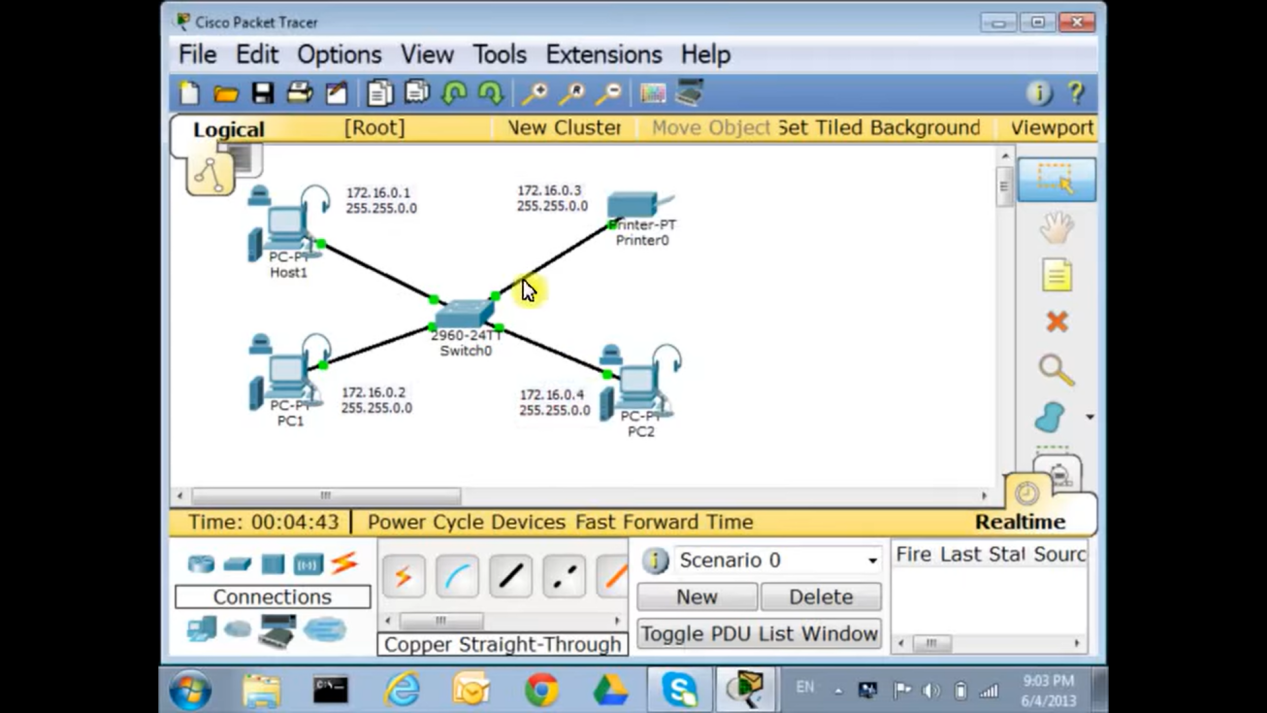 Cisco Packet Tracer
File Edit Options View Tools Extensions Help
Logical [Root] New Cluster Move Object Set Tiled Background Viewport
172.16.0.1
255.255.0.0
172.16.0.3
255.255.0.0
PC-PT
Host1
Printer-PT
Printer0
2960-24TT
Switch0
172.16.0.2
255.255.0.0
172.16.0.4
255.255.0.0
PC-PT
PC1
PC-PT
PC2
Time: 00:04:43 Power Cycle Devices Fast Forward Time Realtime
Scenario 0
Fire Last Stat Sourc
Connections
New Delete
Toggle PDU List Window
Copper Straight-Through
EN
9:03 PM
6/4/2013